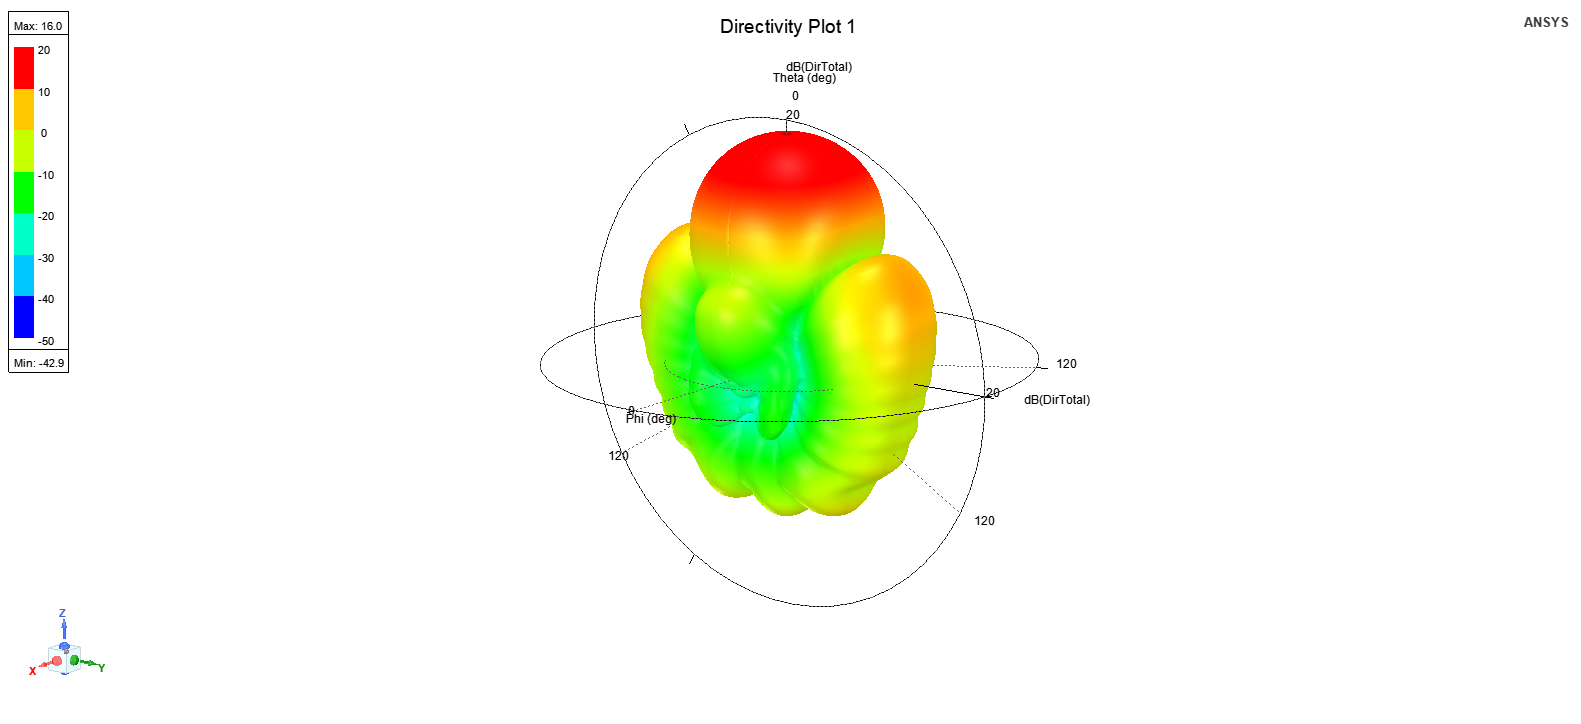 Directivity Plot 1
ANSYS
Max: 16.0
20
10
0
-10
-20
-30
-40
-50
Min: -42.9
dB(DirTotal)
Theta (deg)
0
20
120
20
dB(DirTotal)
0
Phi (deg)
120
120
Z
X
Y